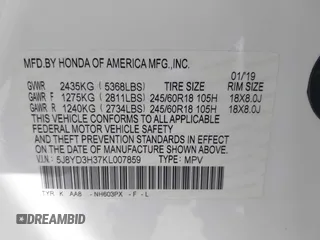 MFD.BY HONDA OF AMERICA MFG.,INC.
01/19
GVWR 2435KG ( 5368LBS) TIRE SIZE RIM SIZE
GAWR F 1275KG ( 2811LBS) 245/60R18 105H 18X8.0J
GAWR R 1240KG ( 2734LBS) 245/60R18 105H 18X8.0J
THIS VEHICLE CONFORMS TO ALL APPLICABLE
FEDERAL MOTOR VEHICLE SAFETY
AND THEFT PREVENTION STANDARDS
IN EFFECT ON THE
DATE OF MANUFACTURE SHOWN ABOVE.
V.I.N: 5J8YD3H37KL007859 TYPE: MPV
TYR K AA8 - NH603PX - F - L
DREAMBID